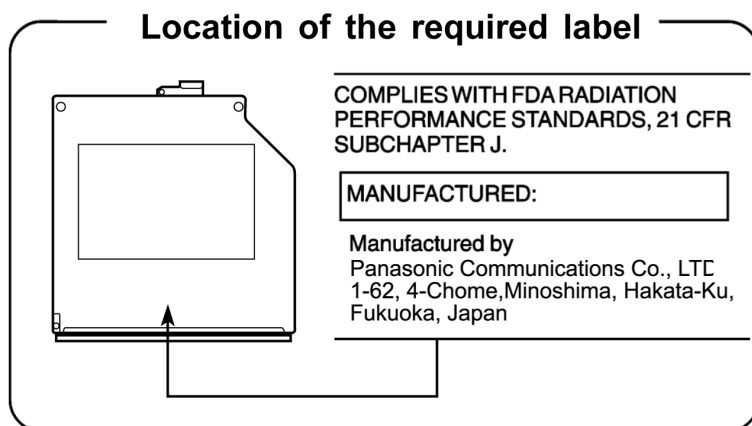 Location of the required label
COMPLIES WITH FDA RADIATION
PERFORMANCE STANDARDS, 21 CFR
SUBCHAPTER J.
MANUFACTURED:
Manufactured by
Panasonic Communications Co., LTD
1-62, 4-Chome,Minoshima, Hakata-Ku,
Fukuoka, Japan